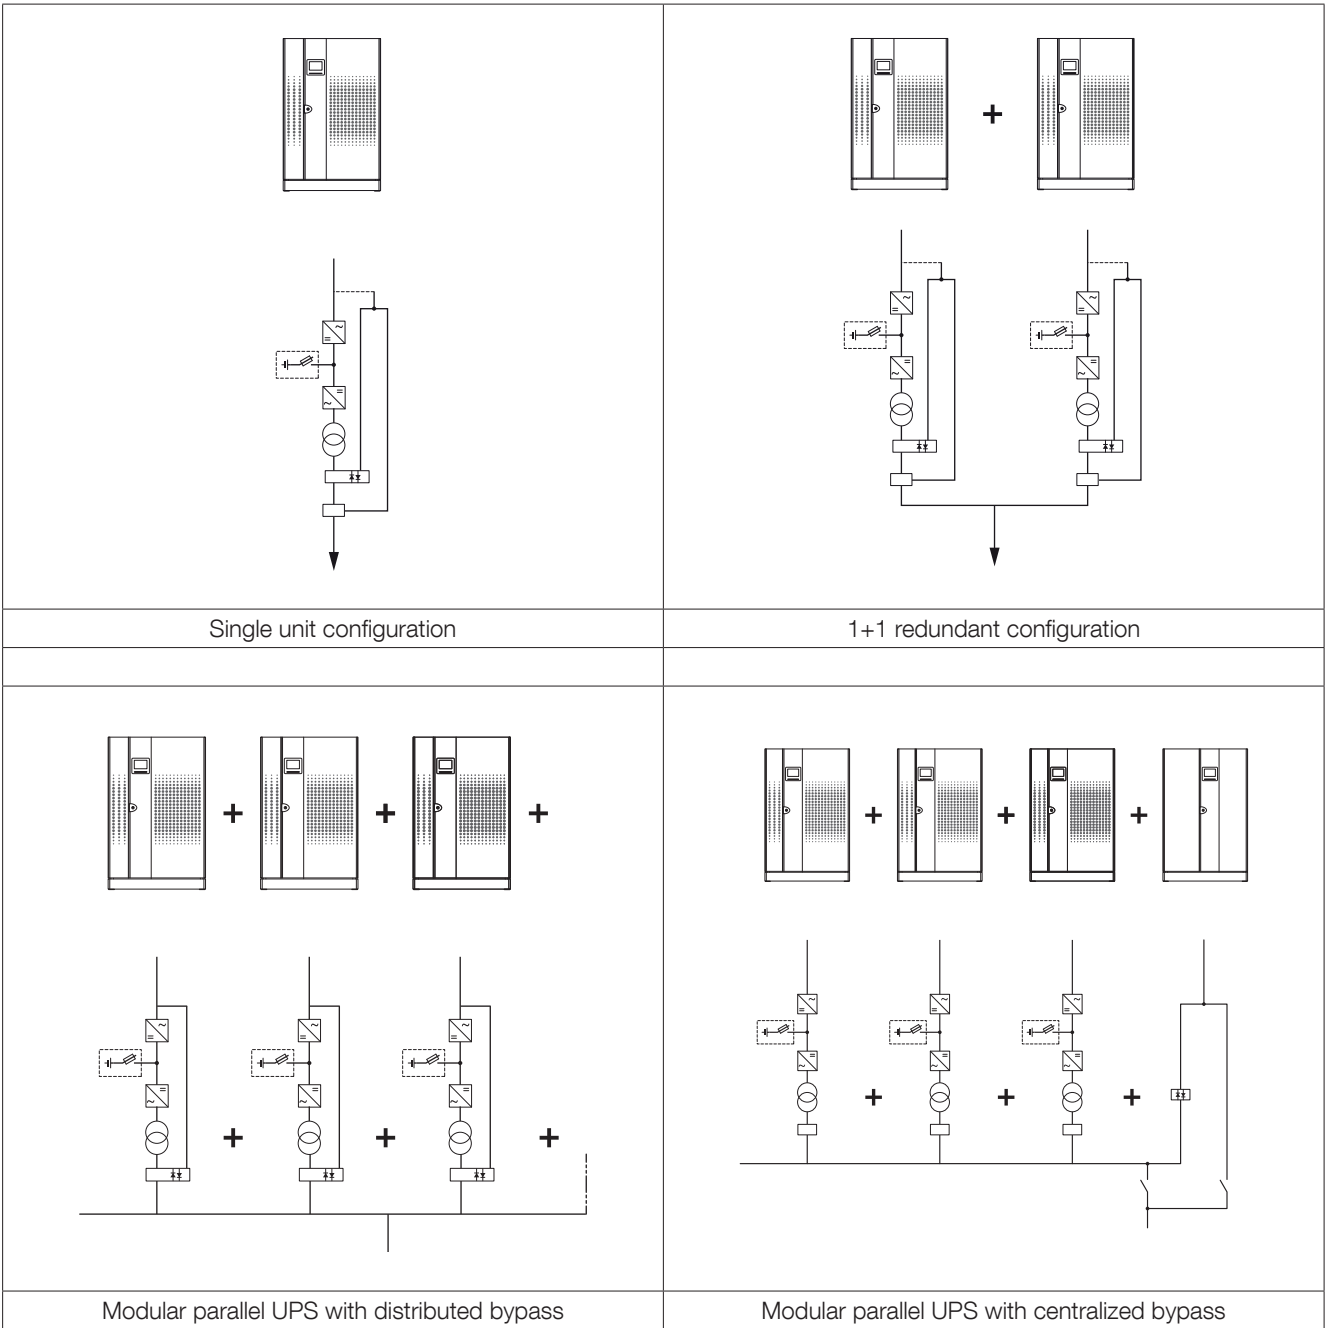 Single unit configuration
1+1 redundant configuration
Modular parallel UPS with distributed bypass
Modular parallel UPS with centralized bypass